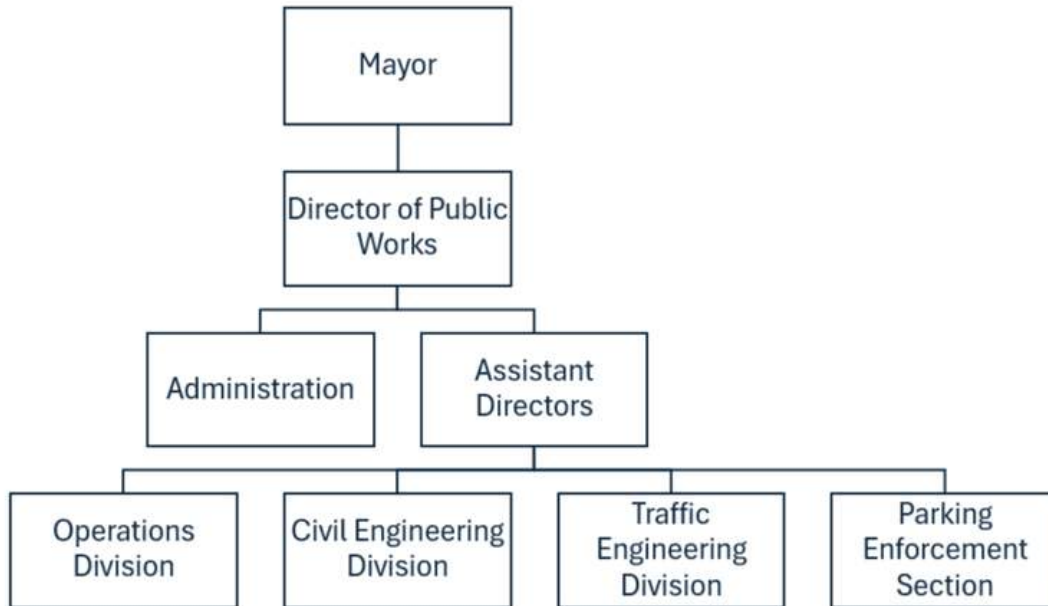 Mayor
Director of Public
Works
Administration
Assistant
Directors
Operations
Division
Civil Engineering
Division
Traffic
Engineering
Division
Parking
Enforcement
Section